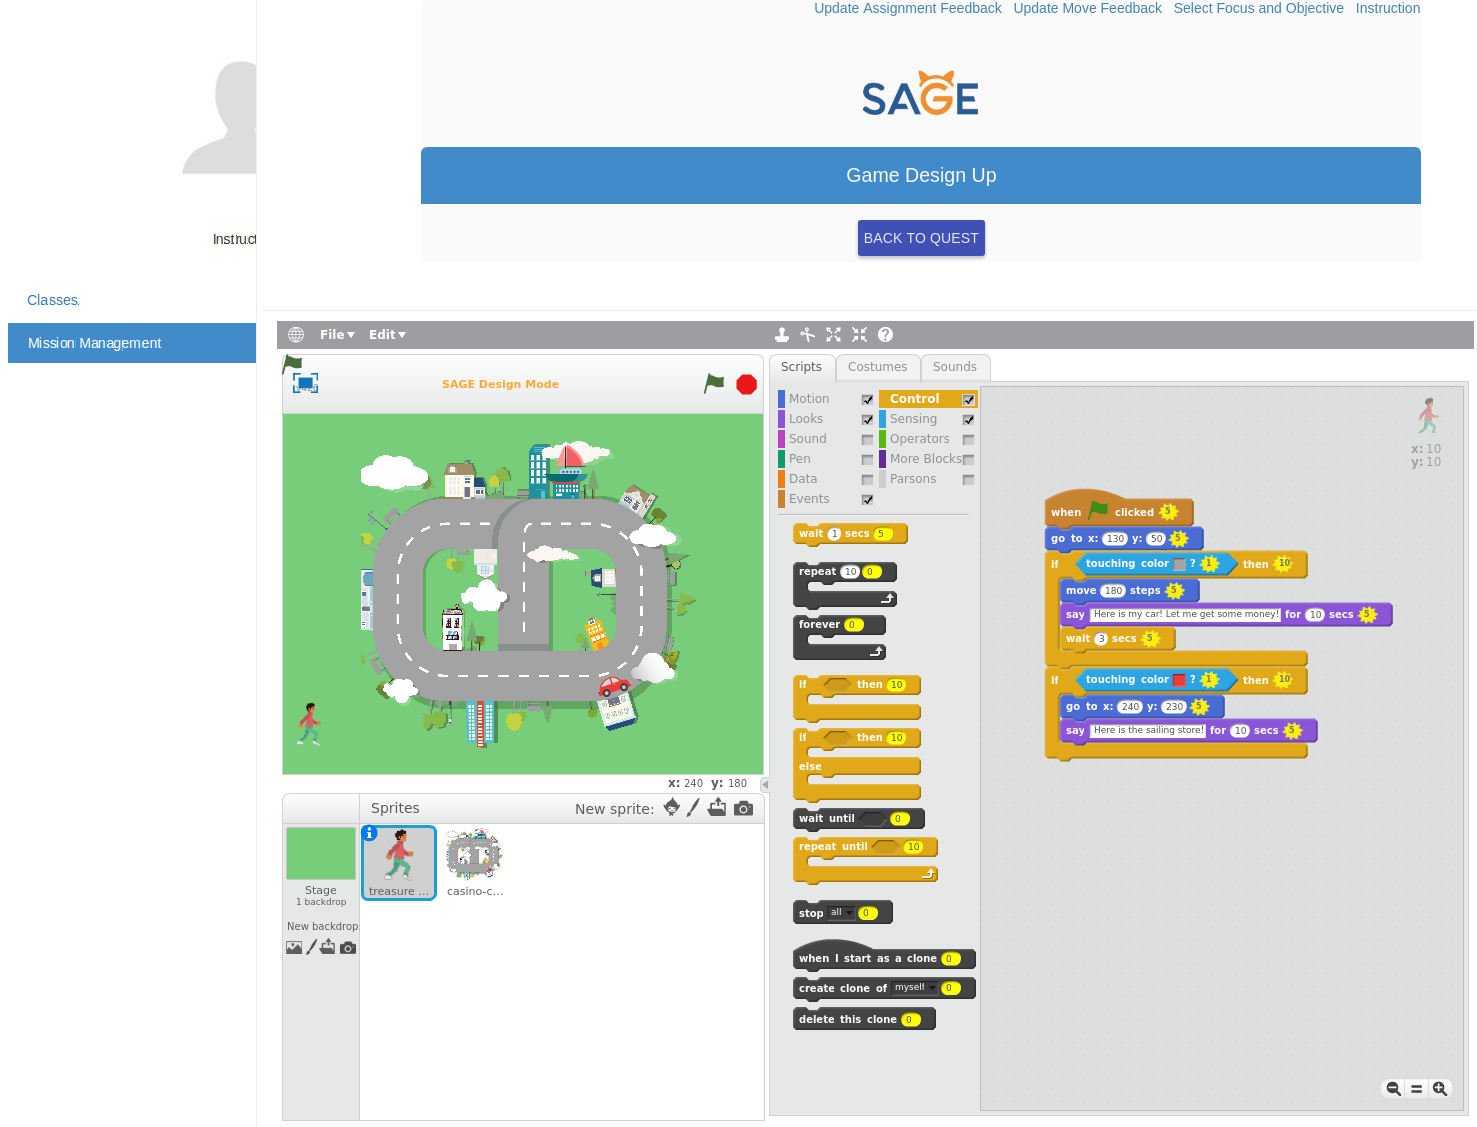 Update Assignment Feedback Update Move Feedback Select Focus and Objective Instruction
SAGE
Game Design Up
BACK TO QUEST
Instruct
Classes
Mission Management
File Edit
SAGE Design Mode
x: 240 y: 180
Sprites
New sprite:
Stage
1 backdrop
New backdrop:
treasure ...
casino-c...
Scripts Costumes Sounds
Motion Control
Looks Sensing
Sound Operators
Pen More Blocks
Data Parsons
Events
wait 1 secs 5
repeat 10 0
forever 0
if then 10
if then 10
else
wait until 0
repeat until 10
stop all 0
when I start as a clone 0
create clone of myself 0
delete this clone 0
x: 10
y: 10
when clicked 5
go to x: 130 y: 50 5
if touching color ? 1 then 10
move 180 steps 5
say Here is my car! Let me get some money! for 10 secs 5
wait 3 secs 5
if touching color ? 1 then 10
go to x: 240 y: 230 5
say Here is the sailing store! for 10 secs 5